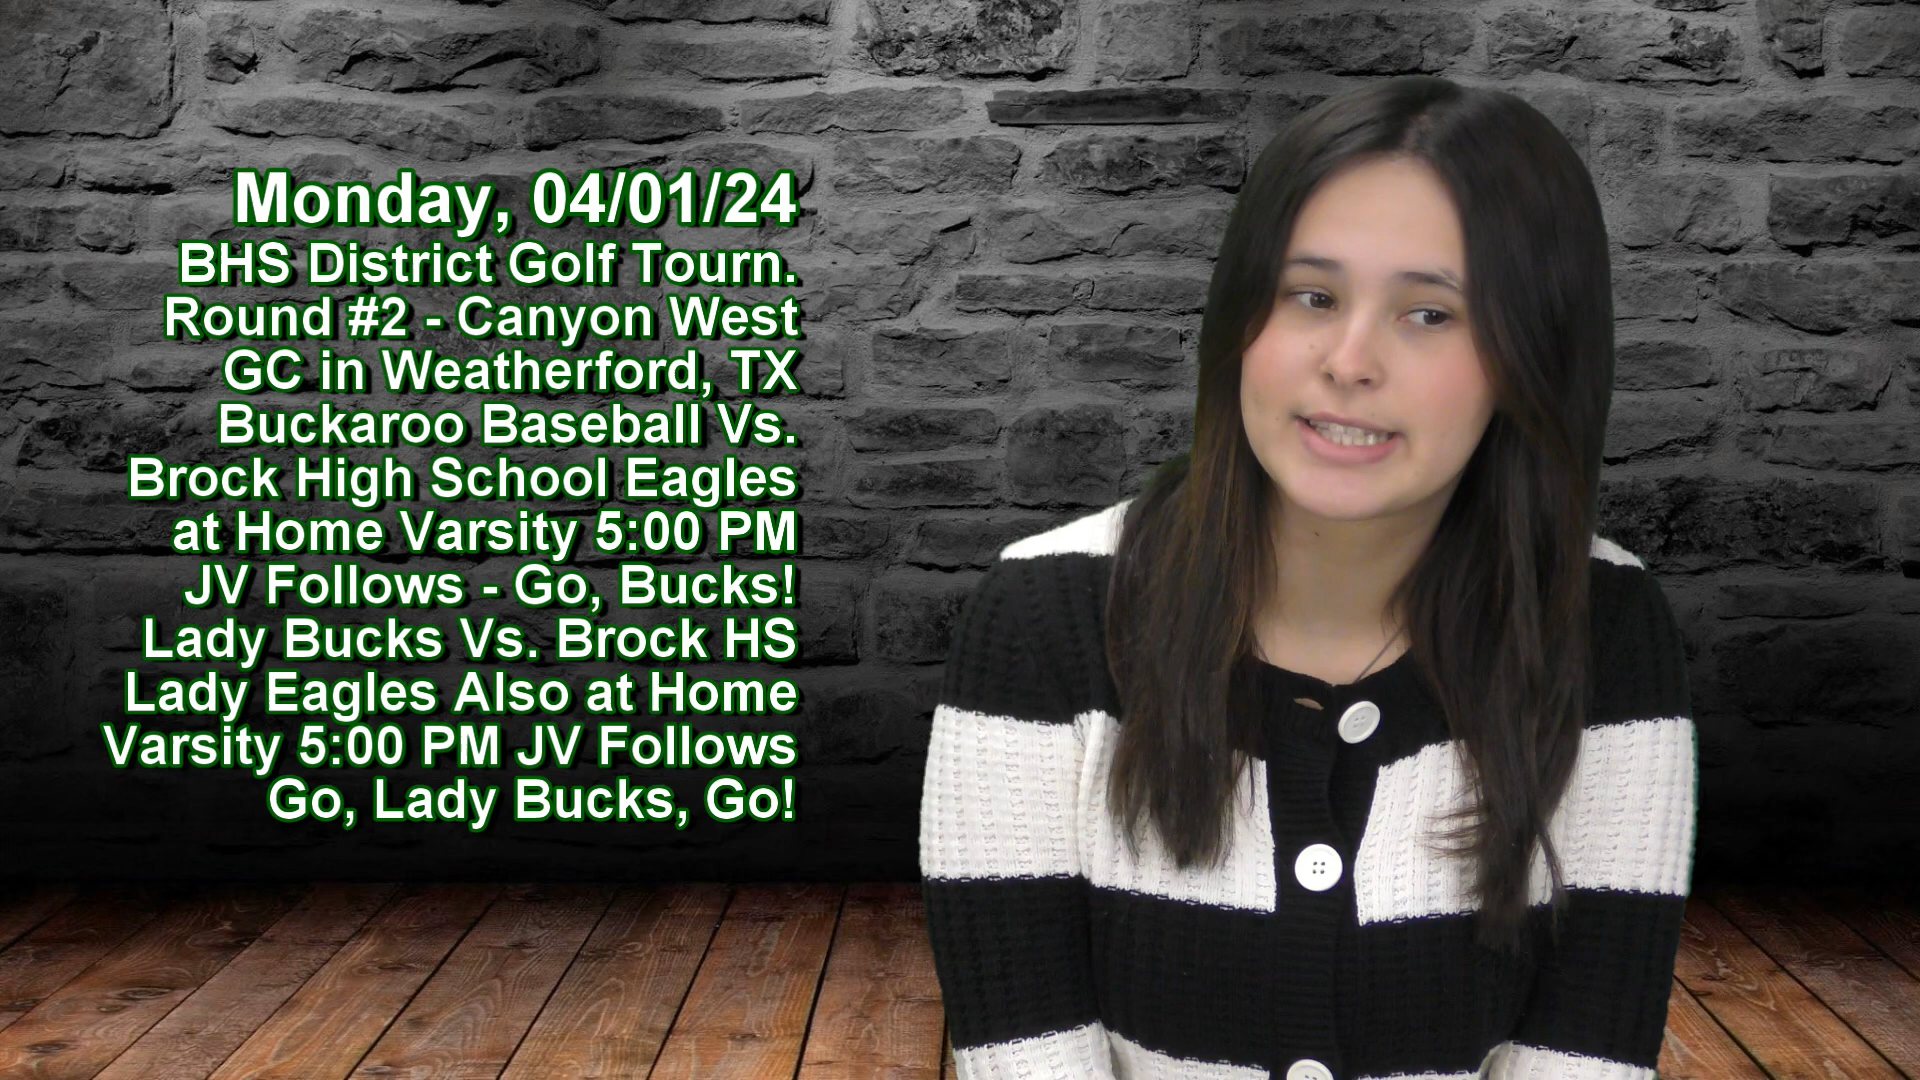 Monday, 04/01/24
BHS District Golf Tourn.
Round #2 - Canyon West
GC in Weatherford, TX
Buckaroo Baseball Vs.
Brock High School Eagles
at Home Varsity 5:00 PM
JV Follows - Go, Bucks!
Lady Bucks Vs. Brock HS
Lady Eagles Also at Home
Varsity 5:00 PM JV Follows
Go, Lady Bucks, Go!